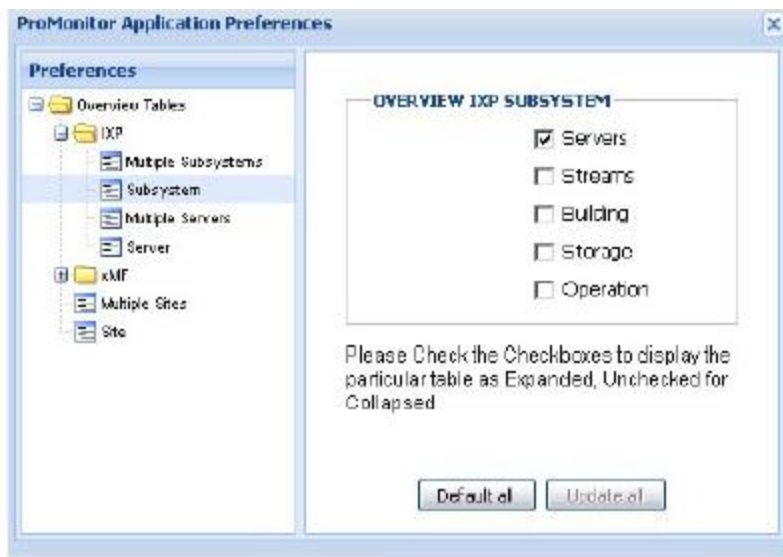 ProMonitor Application Preferences
Preferences
Overview Tables
IXP
Multiple Subsystems
Subsystem
Multiple Servers
Server
xMF
Multiple Sites
Site
OVERVIEW IXP SUBSYSTEM
Servers
Streams
Building
Storage
Operation
Please Check the Checkboxes to display the
particular table as Expanded, Unchecked for
Collapsed
Default all
Update all